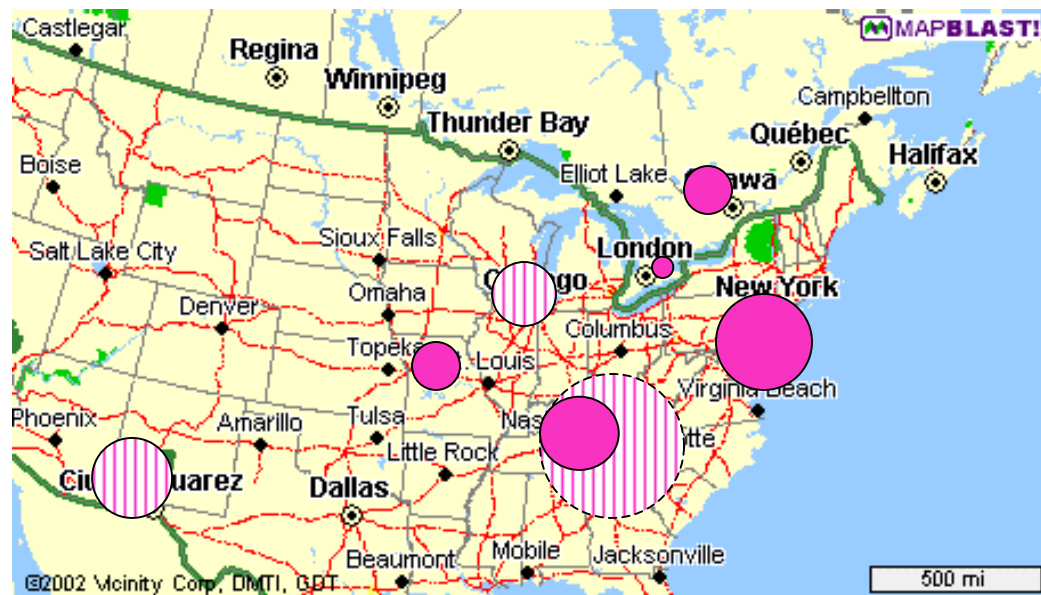 Castlegar
MAPBLAST!
Regina
Winnipeg
Campbellton
Thunder Bay
Québec
Halifax
Boise
Elliot Lake
Sioux Falls
London
Salt Lake City
New York
Omaha
Denver
Columbus
Topeka
Louis
Virginia Beach
Phoenix
Amarillo
Tulsa
Little Rock
Dallas
Beaumont
Mobile
Jacksonville
©2002 Vicinity Corp, DMTI, GDT
500 mi